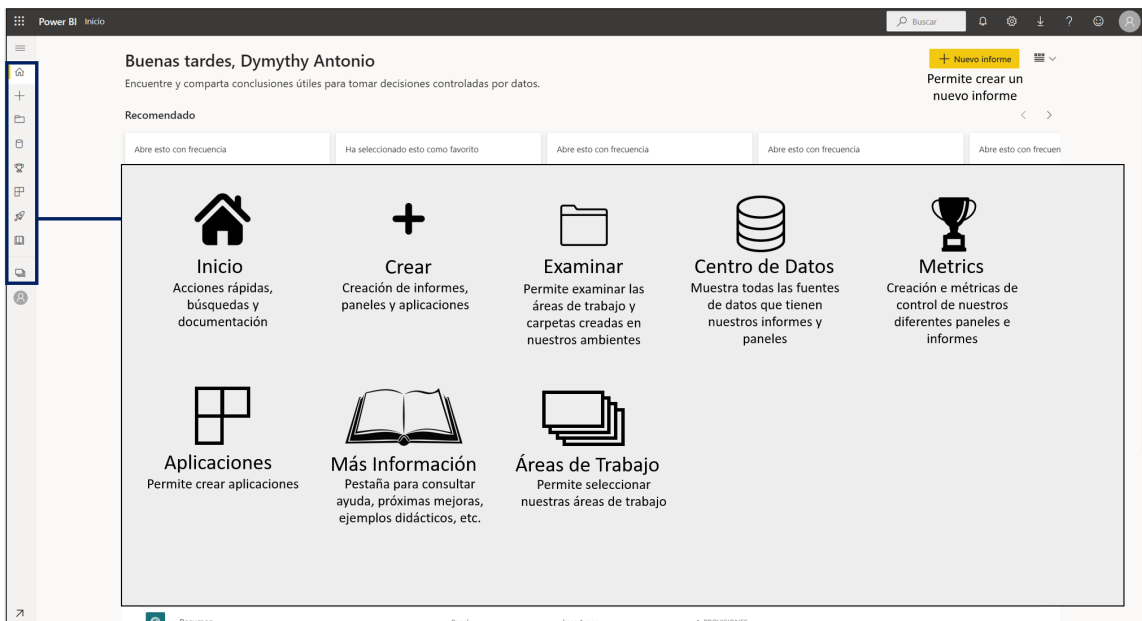 Power BI Inicio
Buscar
Buenas tardes, Dymythy Antonio
Encuentre y comparta conclusiones útiles para tomar decisiones controladas por datos.
Nuevo informe
Permite crear un
nuevo informe
Recomendado
Abre esto con frecuencia
Ha seleccionado esto como favorito
Abre esto con frecuencia
Abre esto con frecuencia
Abre esto con frecuen
Inicio
Acciones rápidas,
búsquedas y
documentación
Crear
Creación de informes,
paneles y aplicaciones
Examinar
Permite examinar las
áreas de trabajo y
carpetas creadas en
nuestros ambientes
Centro de Datos
Muestra todas las fuentes
de datos que tienen
nuestros informes y
paneles
Metrics
Creación e métricas de
control de nuestros
diferentes paneles e
informes
Aplicaciones
Permite crear aplicaciones
Más Información
Pestaña para consultar
ayuda, próximas mejoras,
ejemplos didácticos, etc.
Áreas de Trabajo
Permite seleccionar
nuestras áreas de trabajo